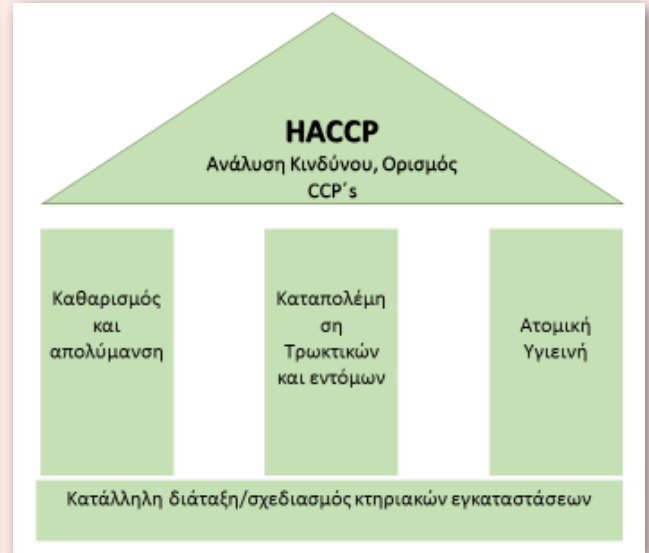 HACCP
Ανάλυση Κινδύνου, Ορισμός
CCP´s
Καθαρισμός
και
απολύμανση
Καταπολέμη
ση
Τρωκτικών
και εντόμων
Ατομική
Υγιεινή
Κατάλληλη διάταξη/σχεδιασμός κτηριακών εγκαταστάσεων